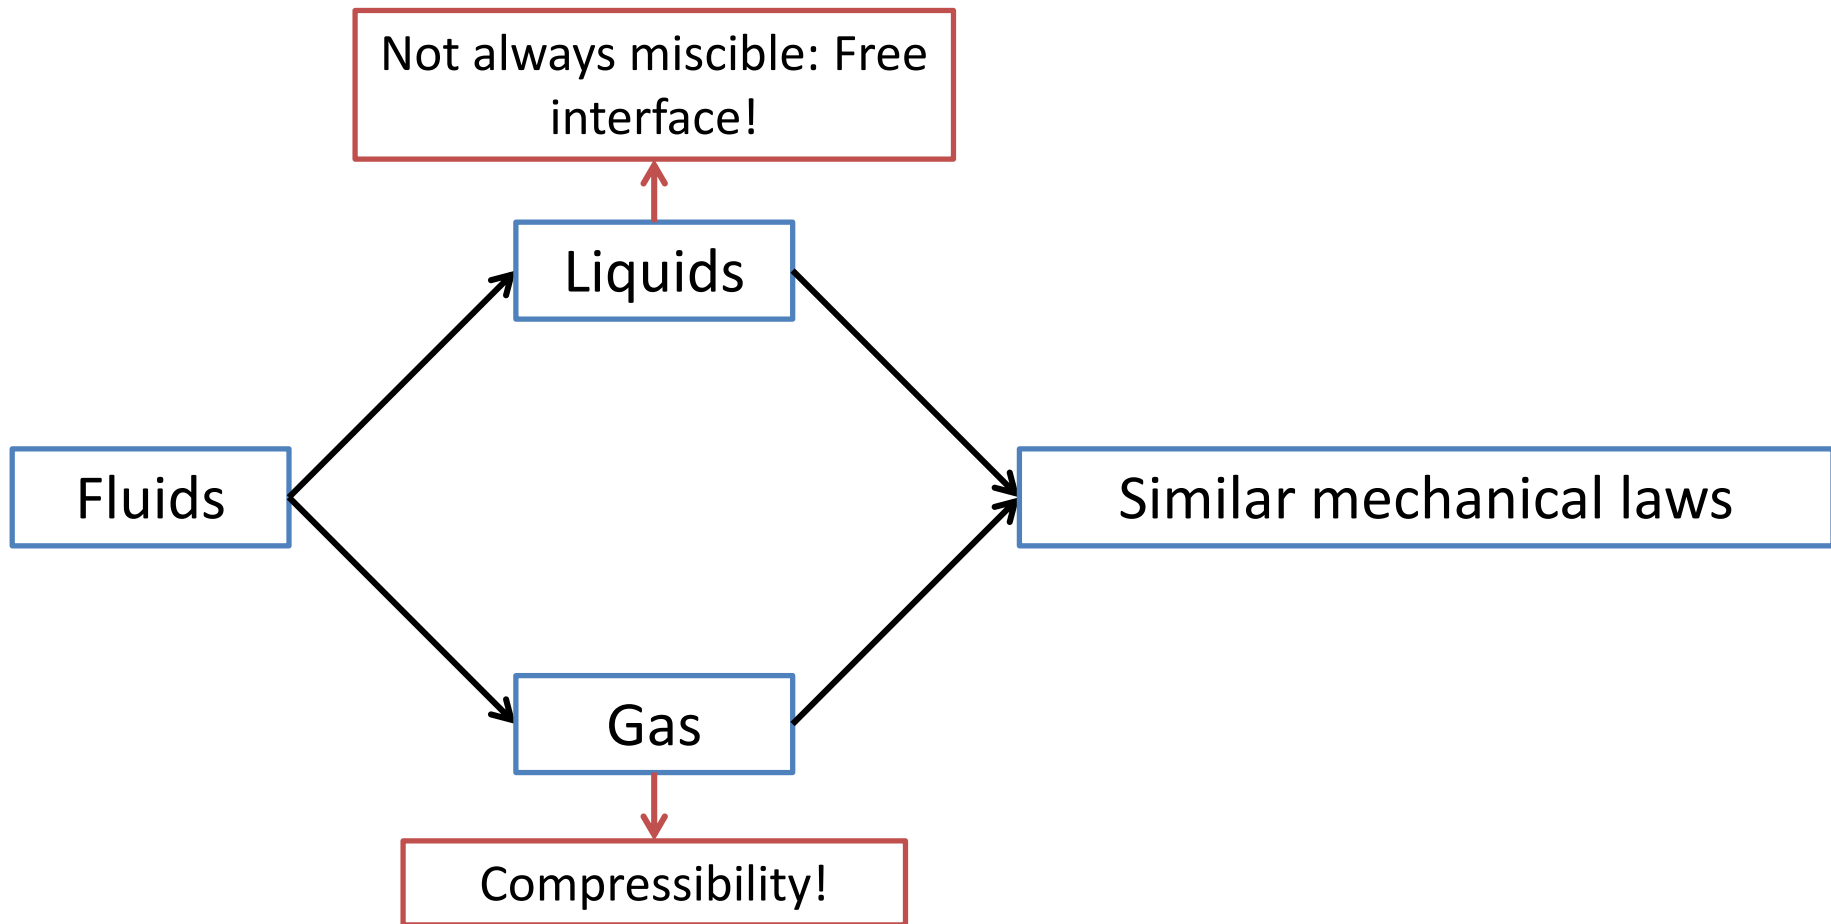 Not always miscible: Free
interface!
Liquids
Fluids
Similar mechanical laws
Gas
Compressibility!